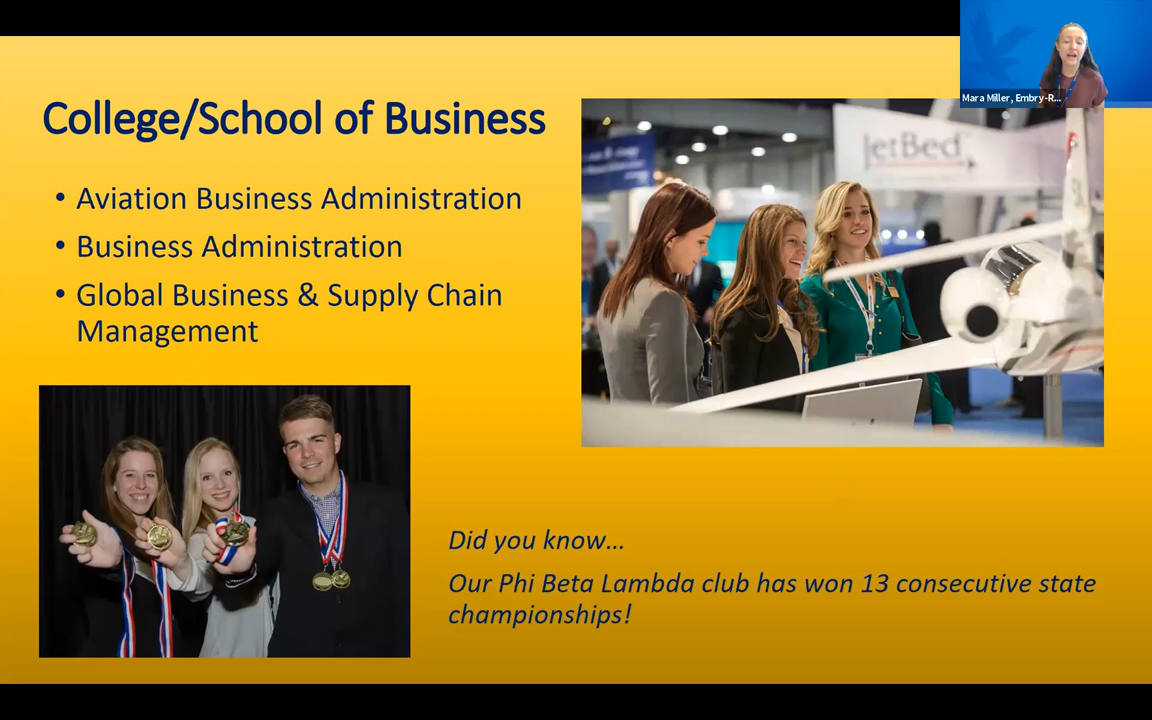 Mara Miller, Embry-R...
College/School of Business
JetBed
• Aviation Business Administration
• Business Administration
• Global Business & Supply Chain
Management
Did you know...
Our Phi Beta Lambda club has won 13 consecutive state
championships!